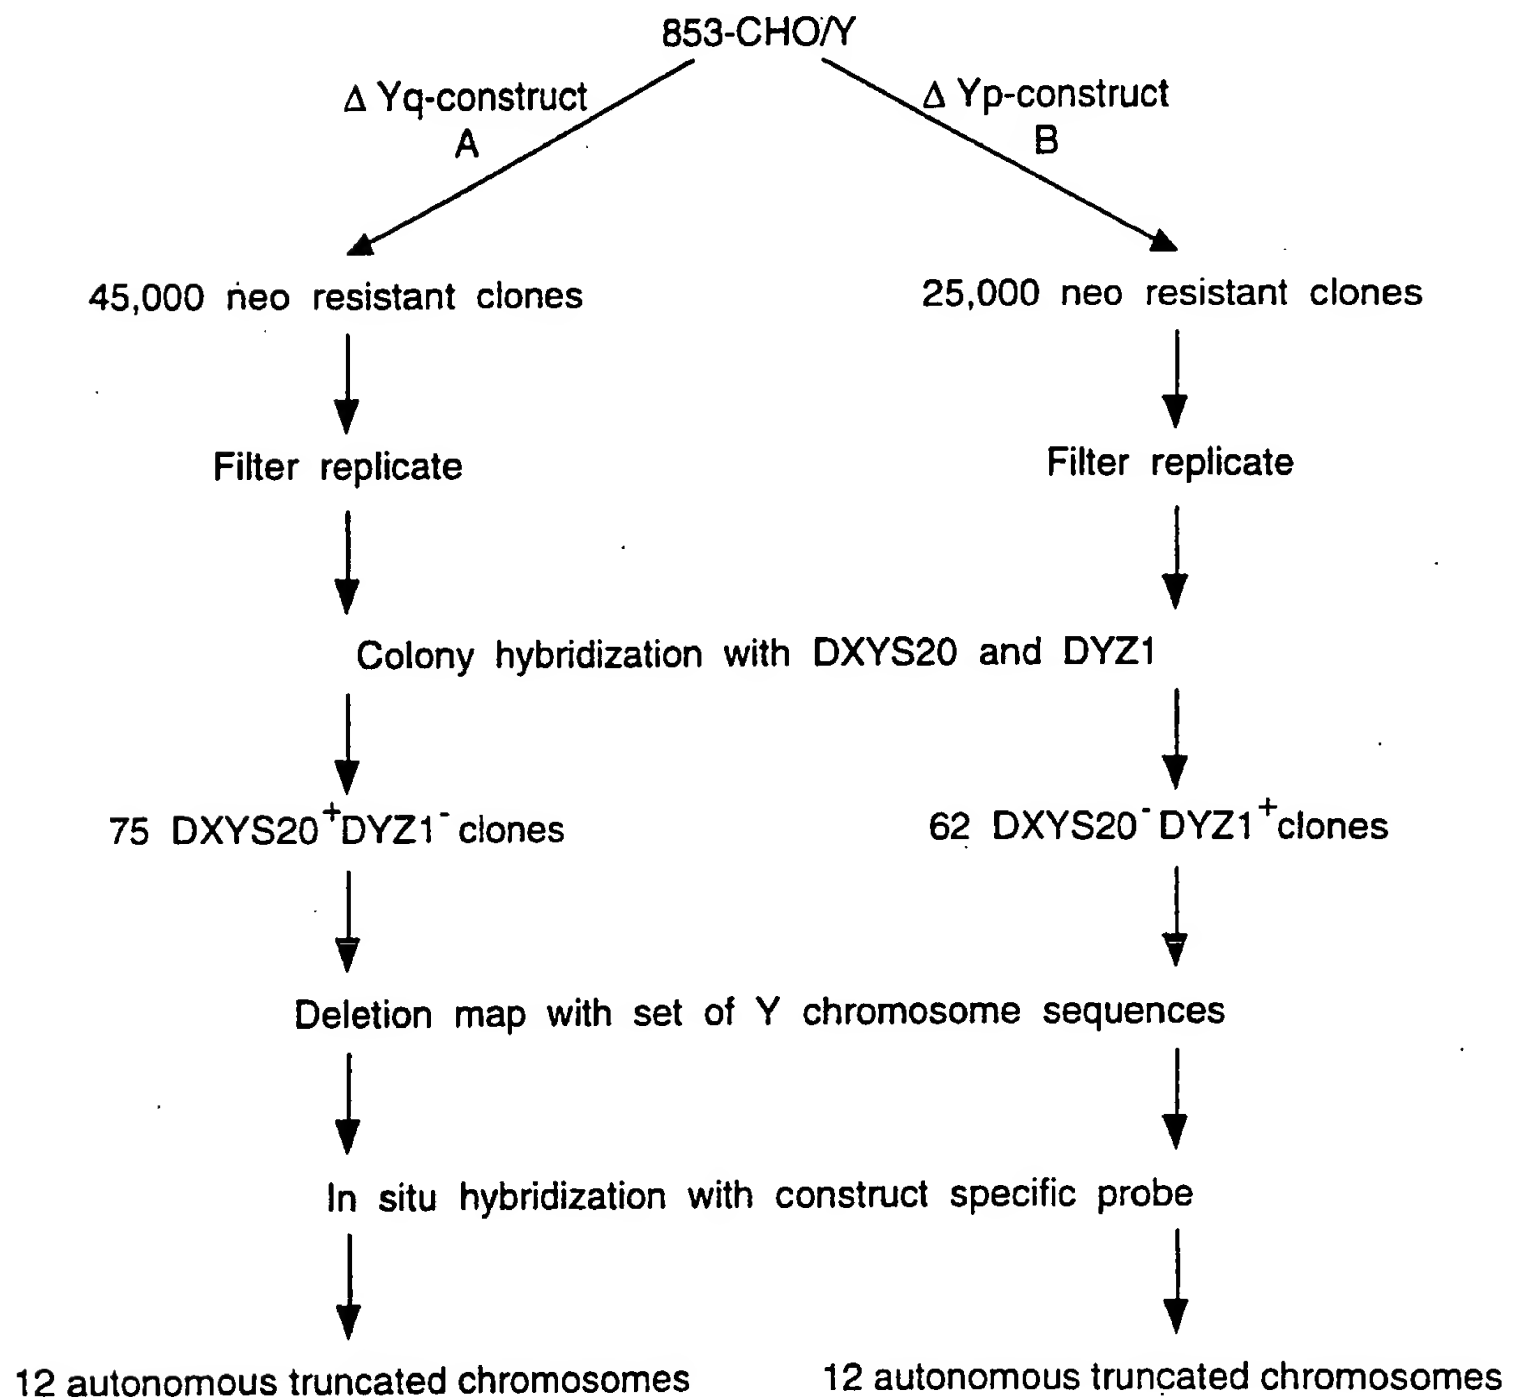 853-CHO/Y
Δ Yq-construct
A
Δ Yp-construct
B
45,000 neo resistant clones
25,000 neo resistant clones
Filter replicate
Filter replicate
Colony hybridization with DXYS20 and DYZ1
75 DXYS20⁺DYZ1⁻ clones
62 DXYS20⁻ DYZ1⁺clones
Deletion map with set of Y chromosome sequences
In situ hybridization with construct specific probe
12 autonomous truncated chromosomes
12 autonomous truncated chromosomes